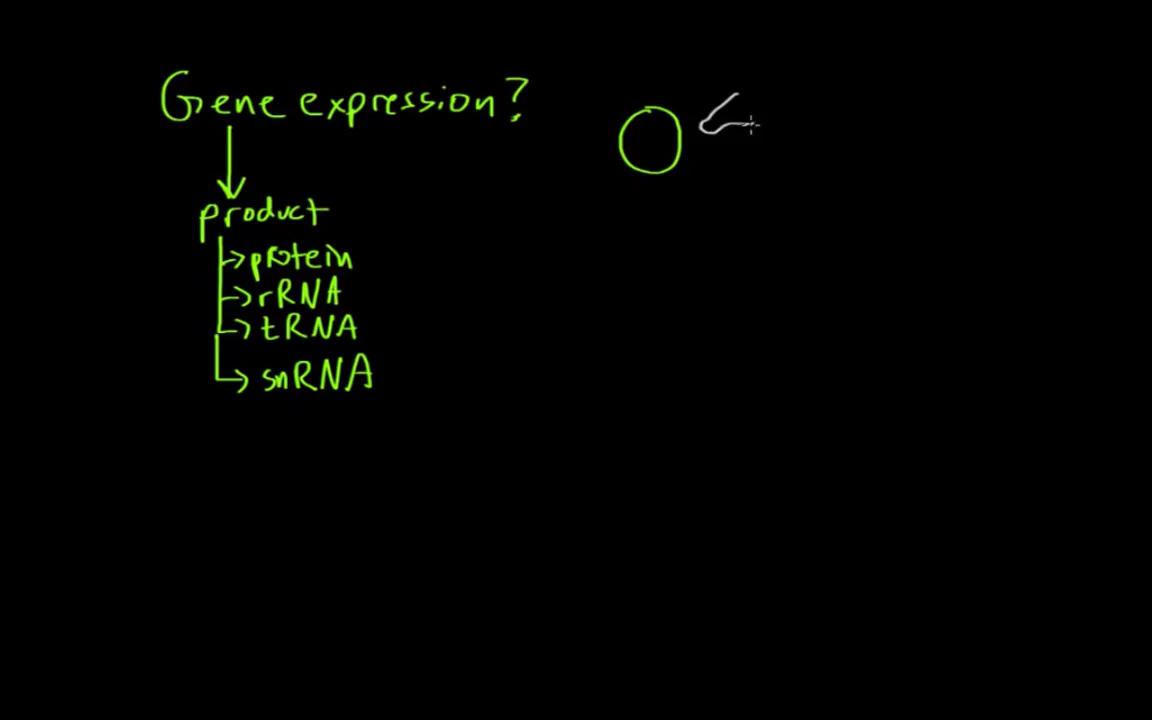 Gene expression?
product
protein
rRNA
tRNA
snRNA